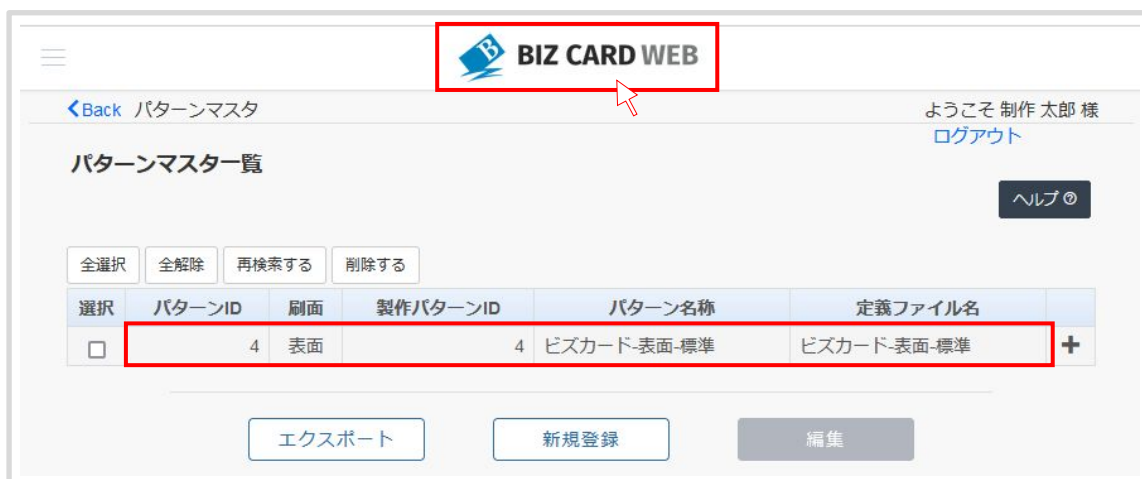 B BIZ CARD WEB
Back パターンマスタ ようこそ 制作 太郎 様
ログアウト
パターンマスター覧
ヘルプ
全選択 全解除 再検索する 削除する
選択 パターンID 刷面 製作パターンID パターン名称 定義ファイル名
4 表面 4 ビズカード-表面-標準 ビズカード-表面-標準
エクスポート 新規登録 編集